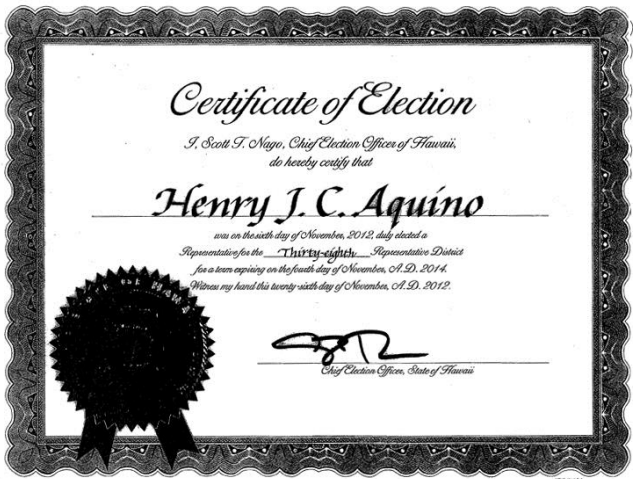 Certificate of Election
I, Scott T. Nago, Chief Election Officer of Hawaii,
do hereby certify that
Henry J. C. Aquino
was on the sixth day of November, 2012, duly elected a
Representative for the Thirty-eighth Representative District
for a term expiring on the fourth day of November, A.D. 2014.
Witness my hand this twenty-sixth day of November, A.D. 2012.
Chief Election Officer, State of Hawaii